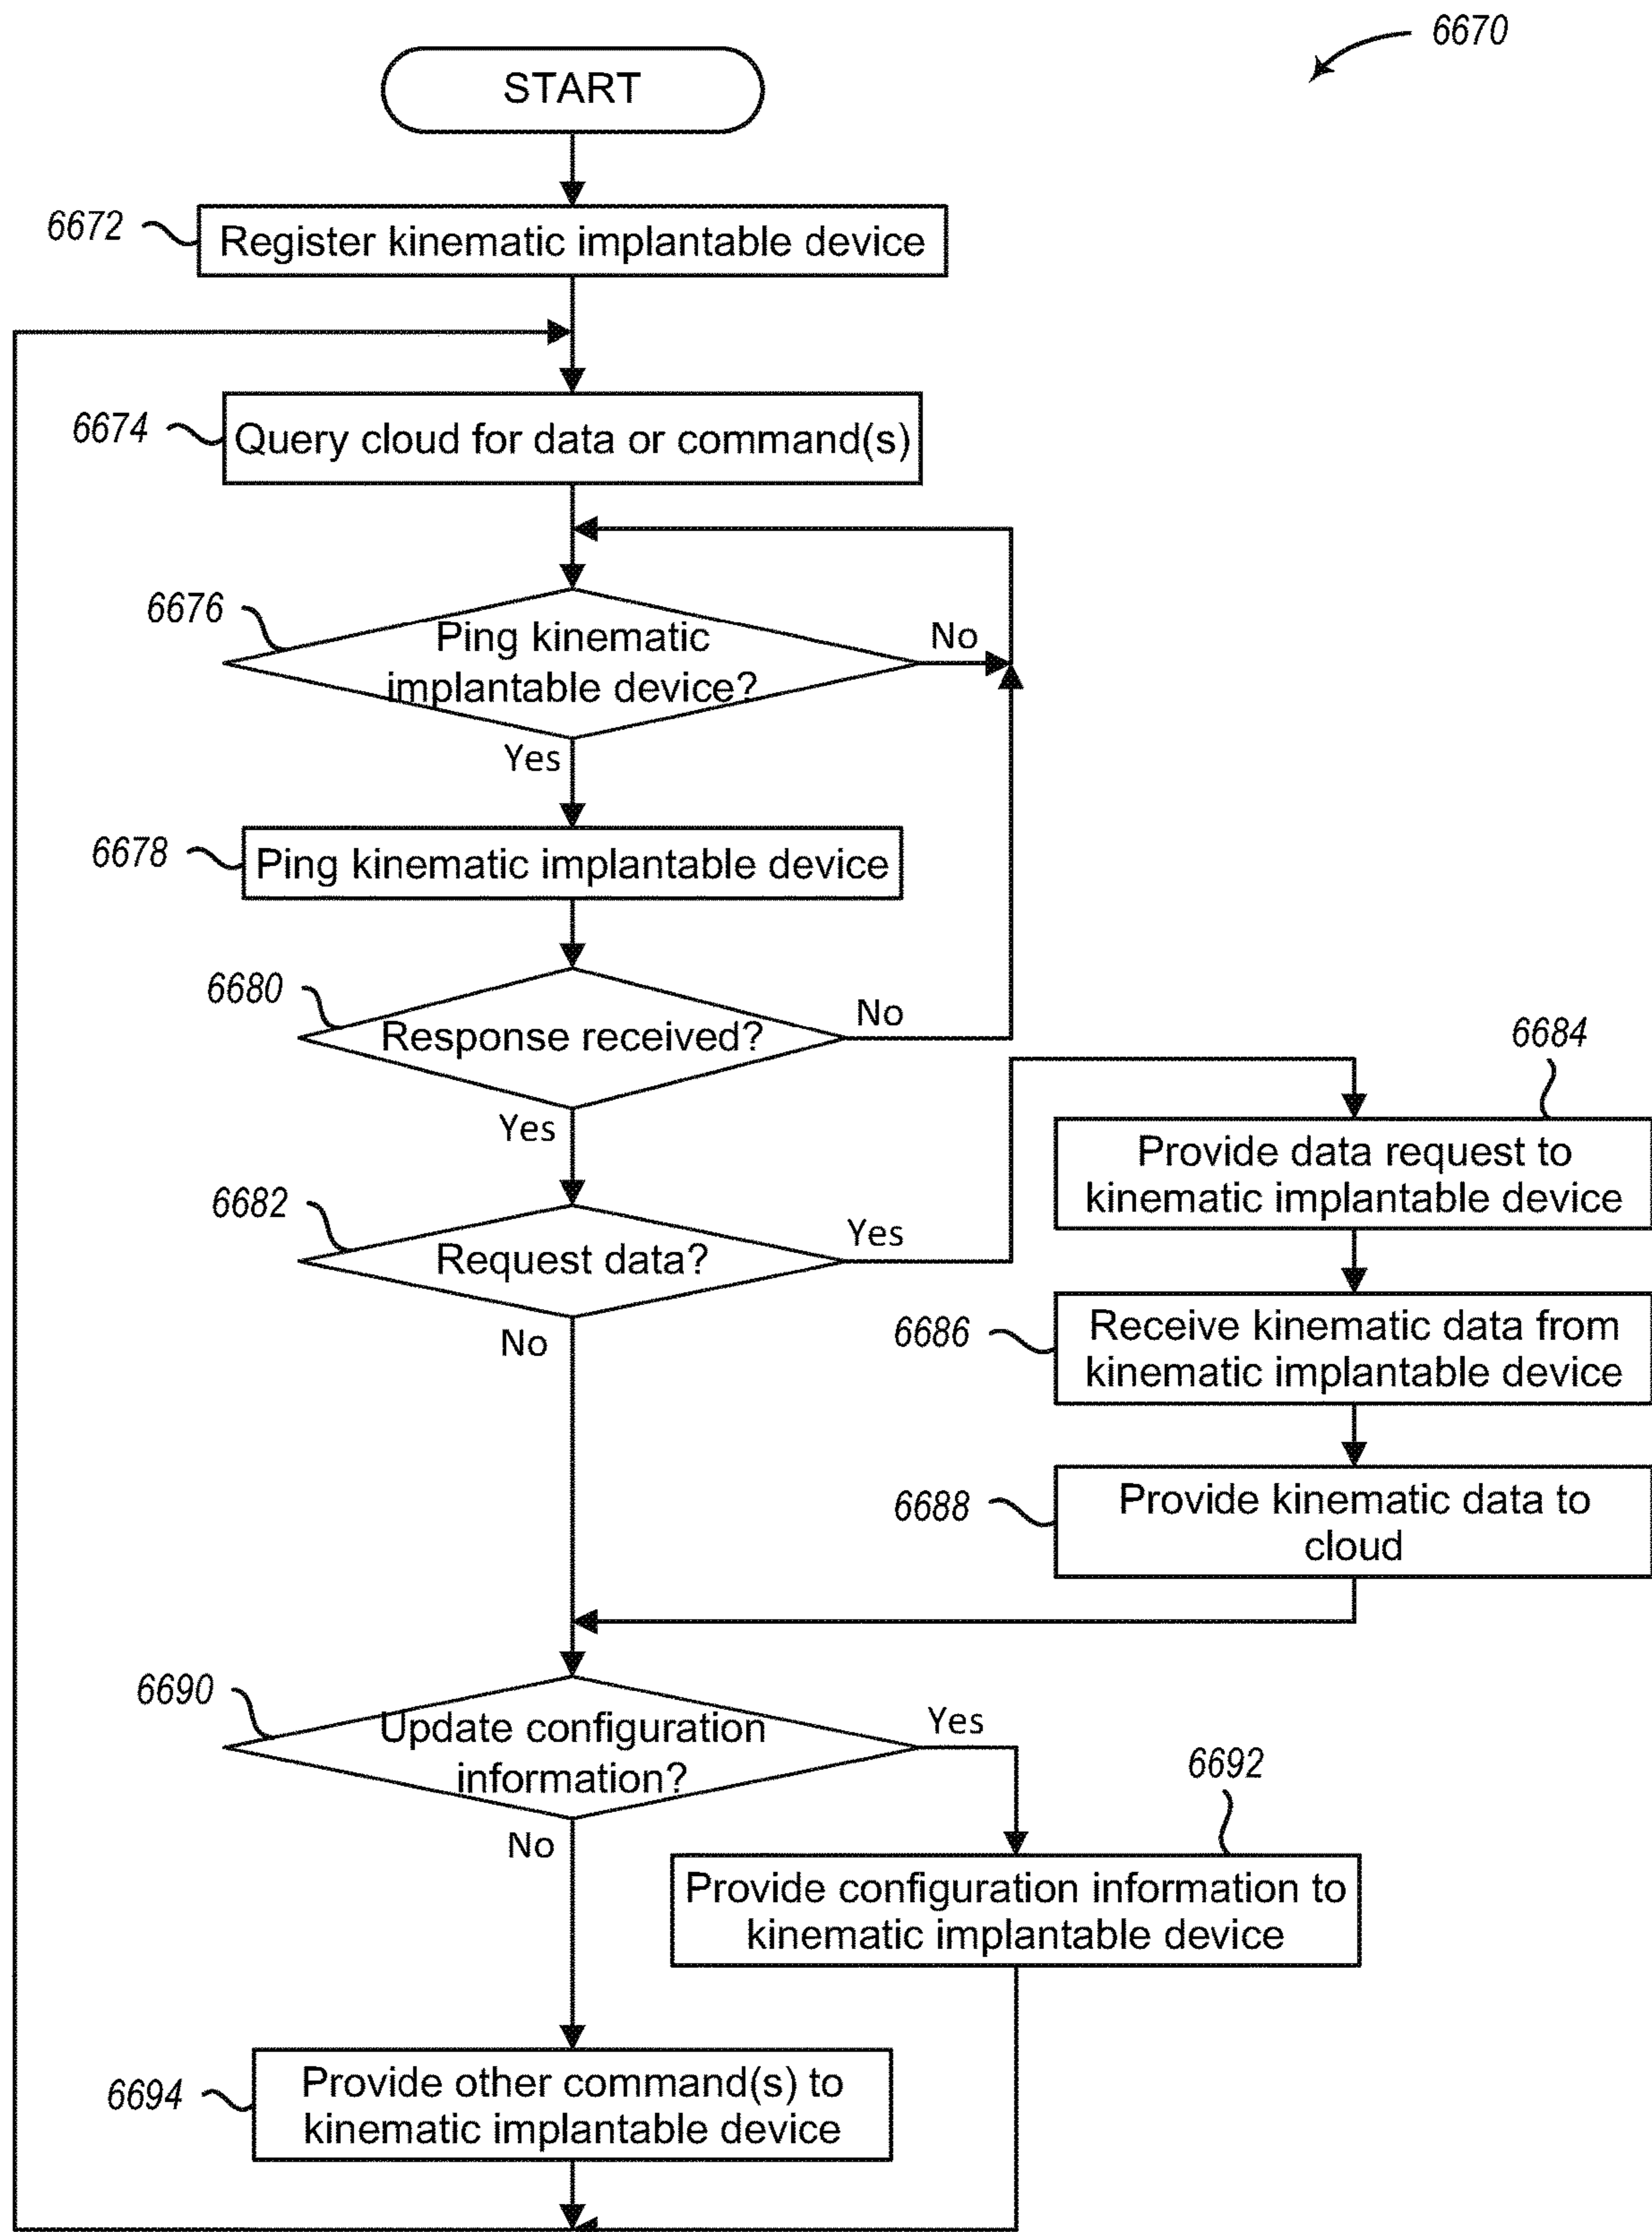 6670
START
6672
Register kinematic implantable device
6674
Query cloud for data or command(s)
6676
Ping kinematic
implantable device?
No
Yes
6678
Ping kinematic implantable device
6680
Response received?
No
Yes
6684
Provide data request to
kinematic implantable device
6682
Request data?
Yes
No
6686
Receive kinematic data from
kinematic implantable device
6688
Provide kinematic data to
cloud
6690
Update configuration
information?
Yes
No
6692
Provide configuration information to
kinematic implantable device
6694
Provide other command(s) to
kinematic implantable device